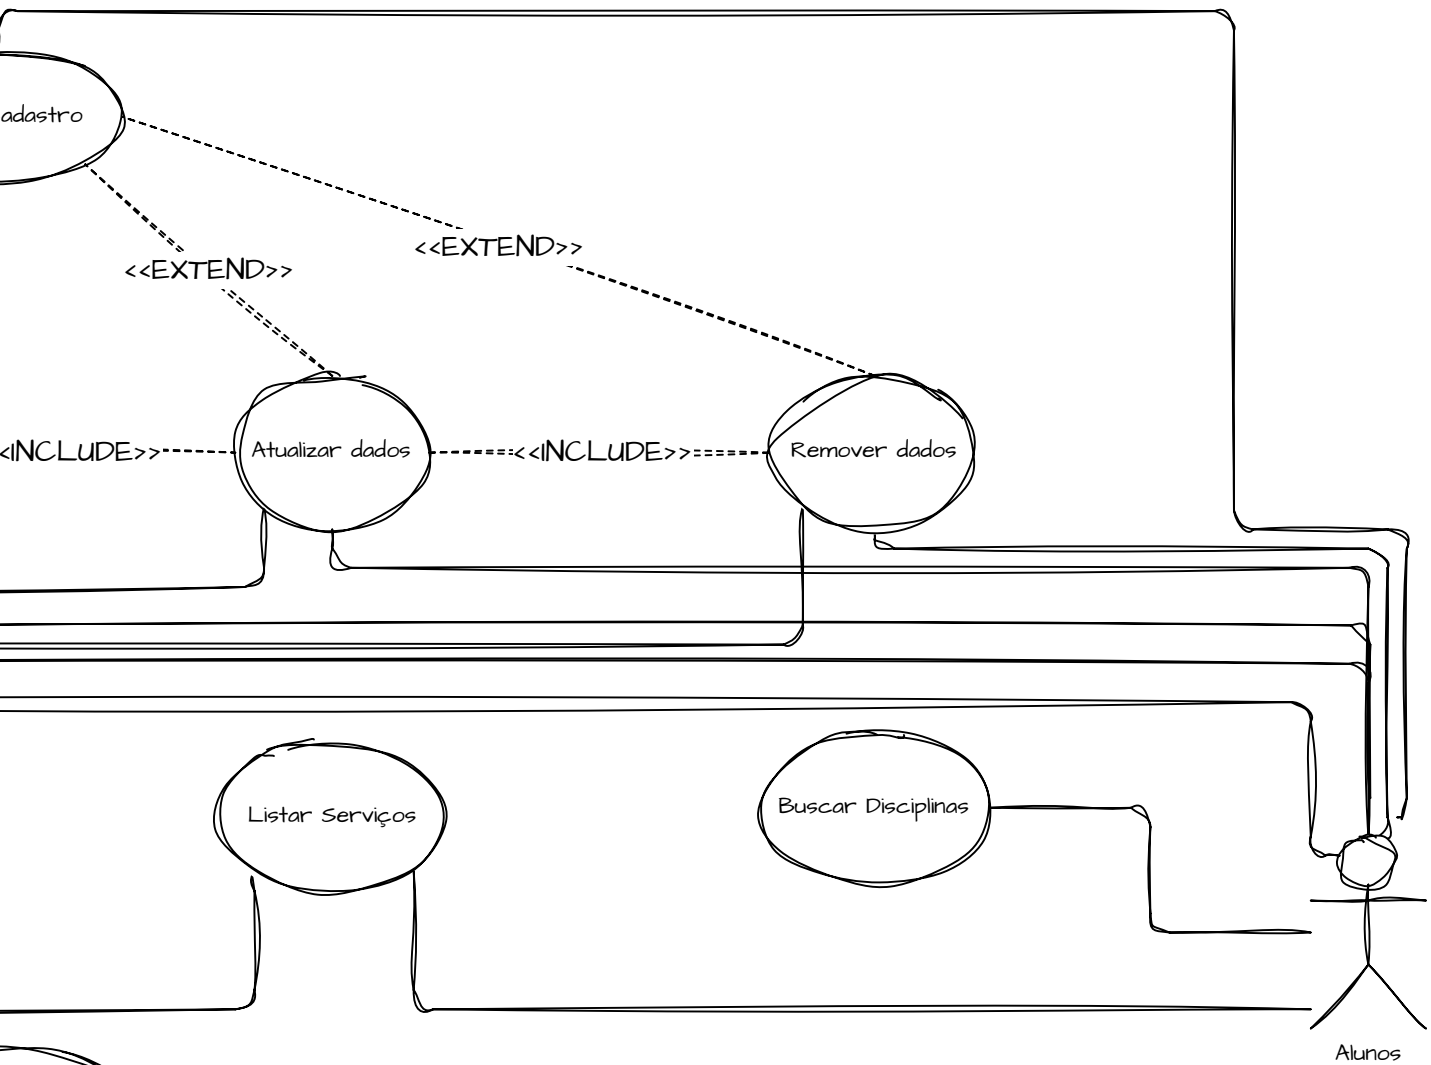 adastro
<<EXTEND>>
<<EXTEND>>
<INCLUDE>>
Atualizar dados
<<INCLUDE>>
Remover dados
Listar Serviços
Buscar Disciplinas
Alunos